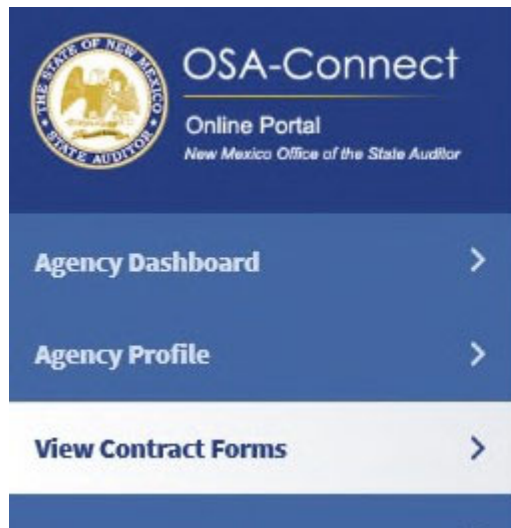 THE STATE OF NEW MEXICO
STATE AUDITOR
OSA-Connect
Online Portal
New Mexico Office of the State Auditor
Agency Dashboard
Agency Profile
View Contract Forms